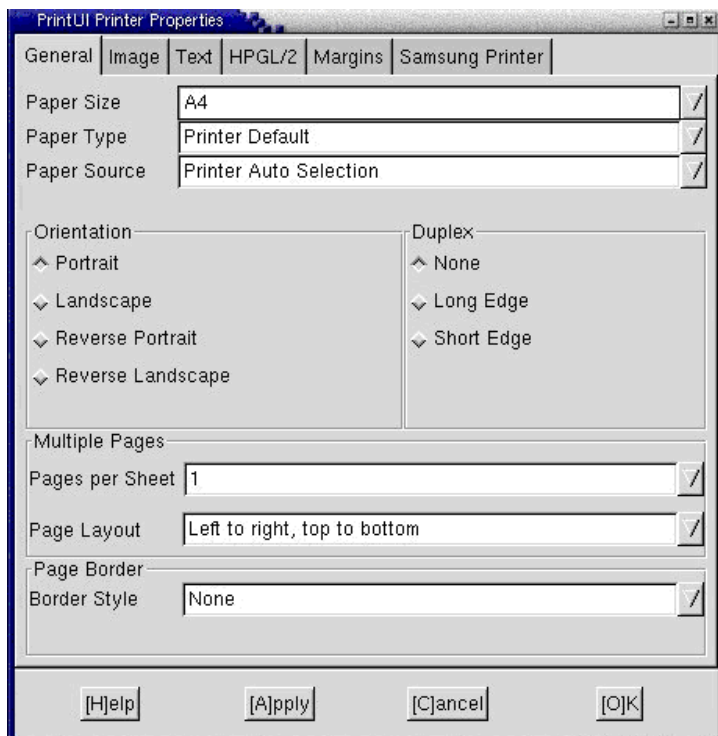 PrintUI Printer Properties
General Image Text HPGL/2 Margins Samsung Printer
Paper Size A4
Paper Type Printer Default
Paper Source Printer Auto Selection
Orientation Duplex
Portrait None
Landscape Long Edge
Reverse Portrait Short Edge
Reverse Landscape
Multiple Pages
Pages per Sheet 1
Page Layout Left to right, top to bottom
Page Border
Border Style None
[H]elp [A]pply [C]ancel [O]K